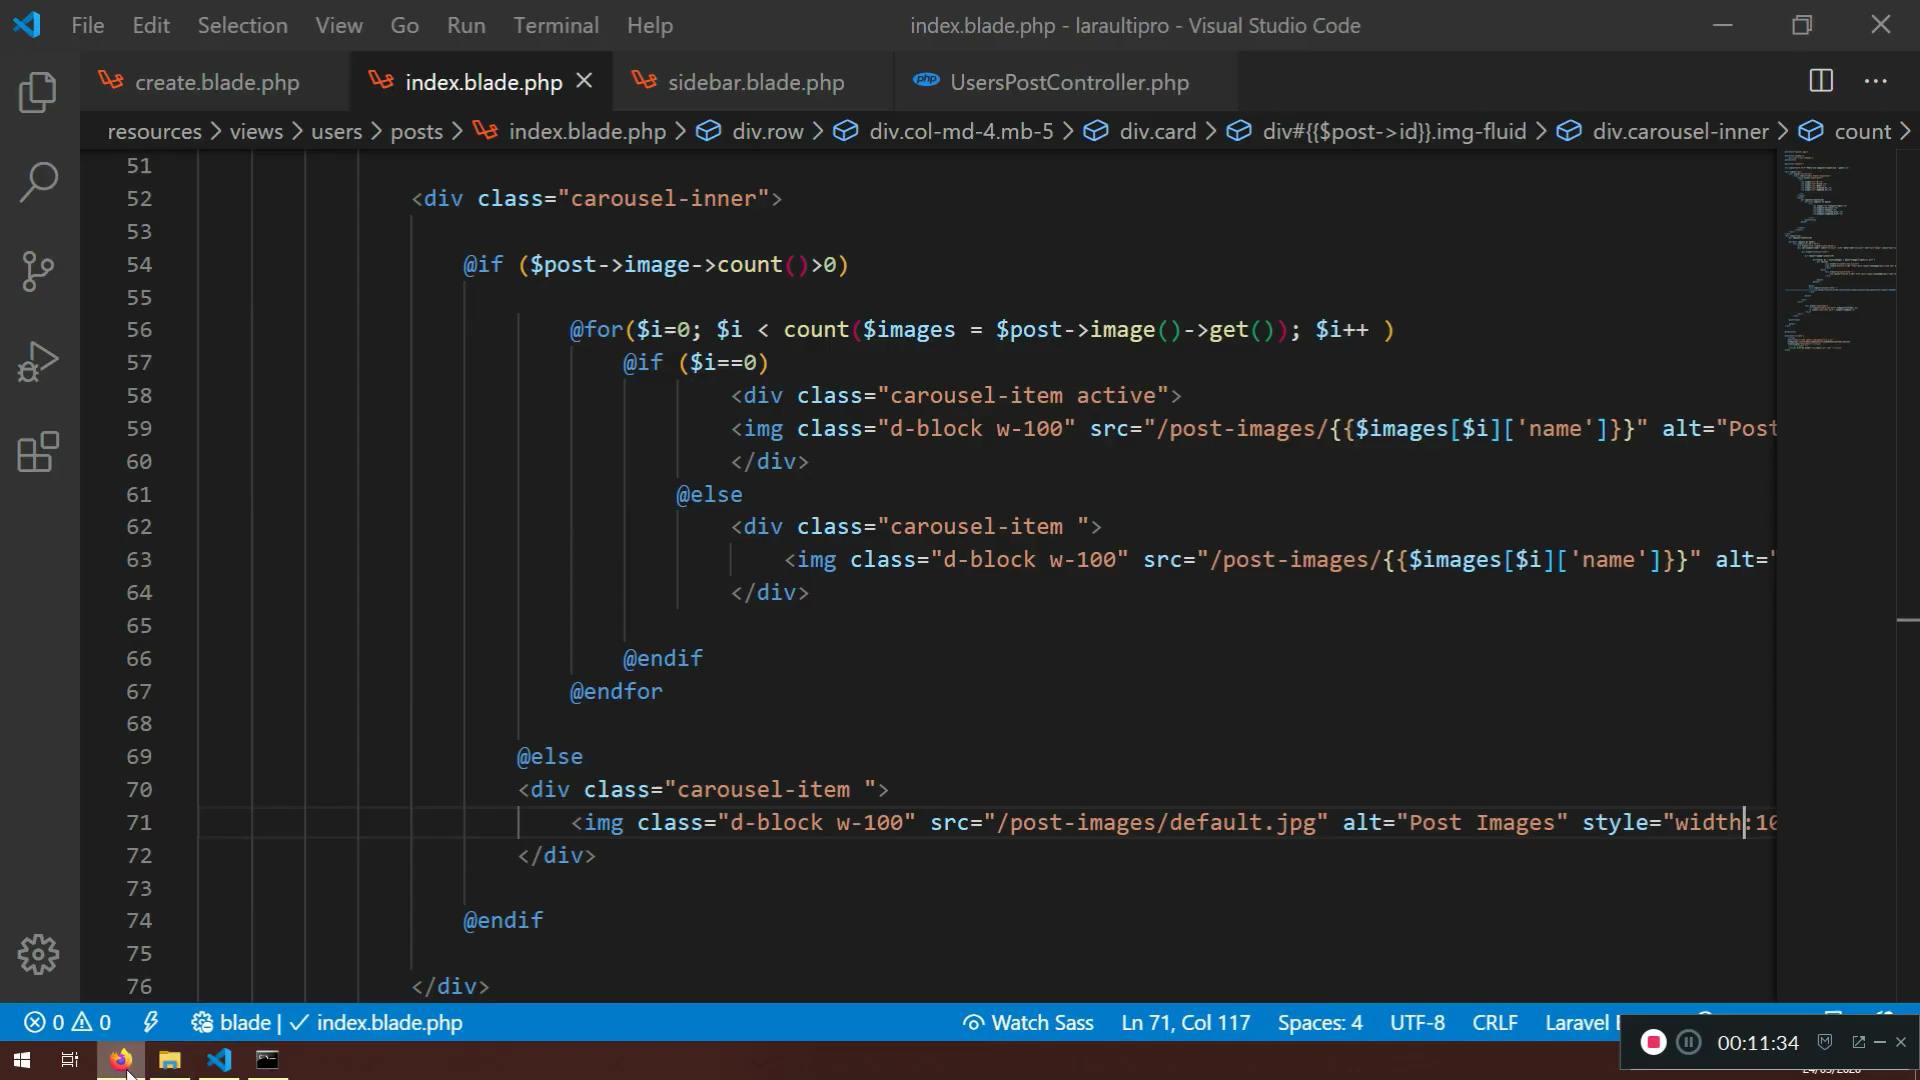 File Edit Selection View Go Run Terminal Help index.blade.php - laraultipro - Visual Studio Code
create.blade.php index.blade.php sidebar.blade.php php UsersPostController.php
resources > views > users > posts > index.blade.php > div.row > div.col-md-4.mb-5 > div.card > div#{{$post->id}}.img-fluid > div.carousel-inner > count >
51
52 <div class="carousel-inner">
53
54 @if ($post->image->count()>0)
55
56 @for($i=0; $i < count($images = $post->image()->get()); $i++ )
57 @if ($i==0)
58 <div class="carousel-item active">
59 <img class="d-block w-100" src="/post-images/{{$images[$i]['name']}}" alt="Post
60 </div>
61 @else
62 <div class="carousel-item ">
63 <img class="d-block w-100" src="/post-images/{{$images[$i]['name']}}" alt="
64 </div>
65
66 @endif
67 @endfor
68
69 @else
70 <div class="carousel-item ">
71 <img class="d-block w-100" src="/post-images/default.jpg" alt="Post Images" style="width:10
72 </div>
73
74 @endif
75
76 </div>
0 0 blade | index.blade.php Watch Sass Ln 71, Col 117 Spaces: 4 UTF-8 CRLF Laravel
00:11:34